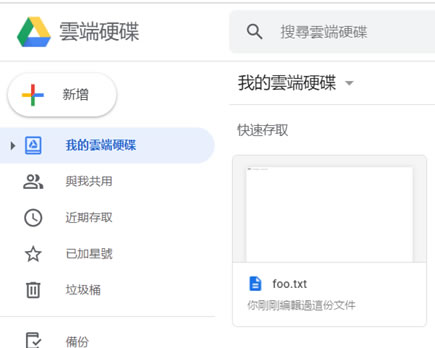 雲端硬碟
搜尋雲端硬碟
新增
我的雲端硬碟
我的雲端硬碟
與我共用
近期存取
已加星號
垃圾桶
備份
快速存取
foo.txt
你剛剛編輯過這份文件